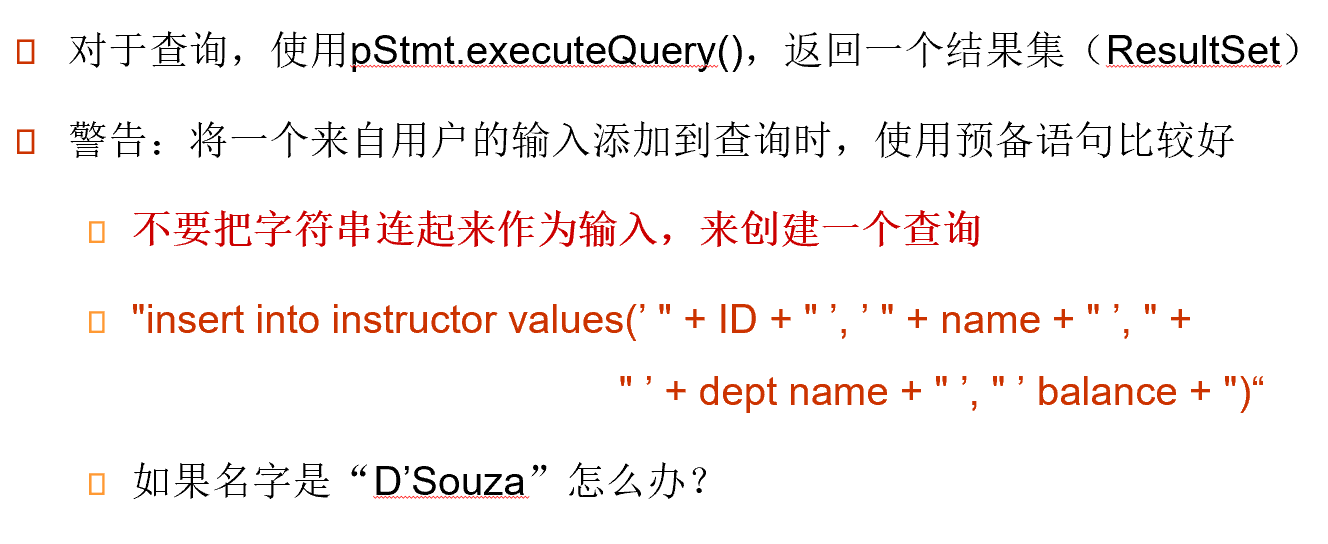 对于查询，使用pStmt.executeQuery()，返回一个结果集（ResultSet）
警告：将一个来自用户的输入添加到查询时，使用预备语句比较好
不要把字符串连起来作为输入，来创建一个查询
"insert into instructor values(’ " + ID + " ’, ’ " + name + " ’, " +
" ’ + dept name + " ’, " ’ balance + ")“
如果名字是“D’Souza”怎么办？